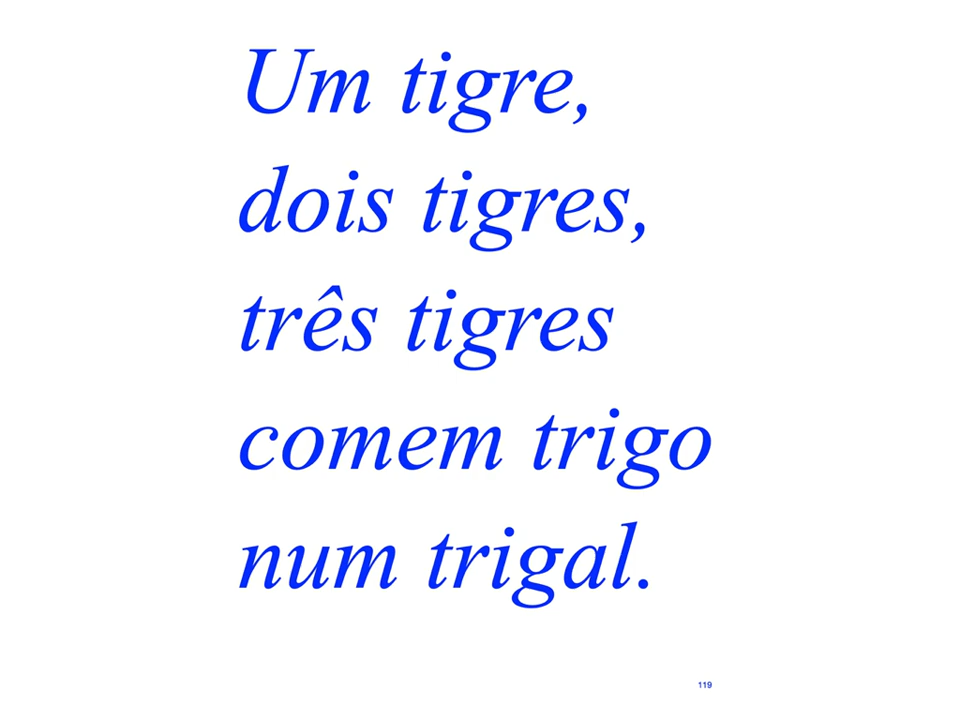 Um tigre,
dois tigres,
três tigres
comem trigo
num trigal.
119